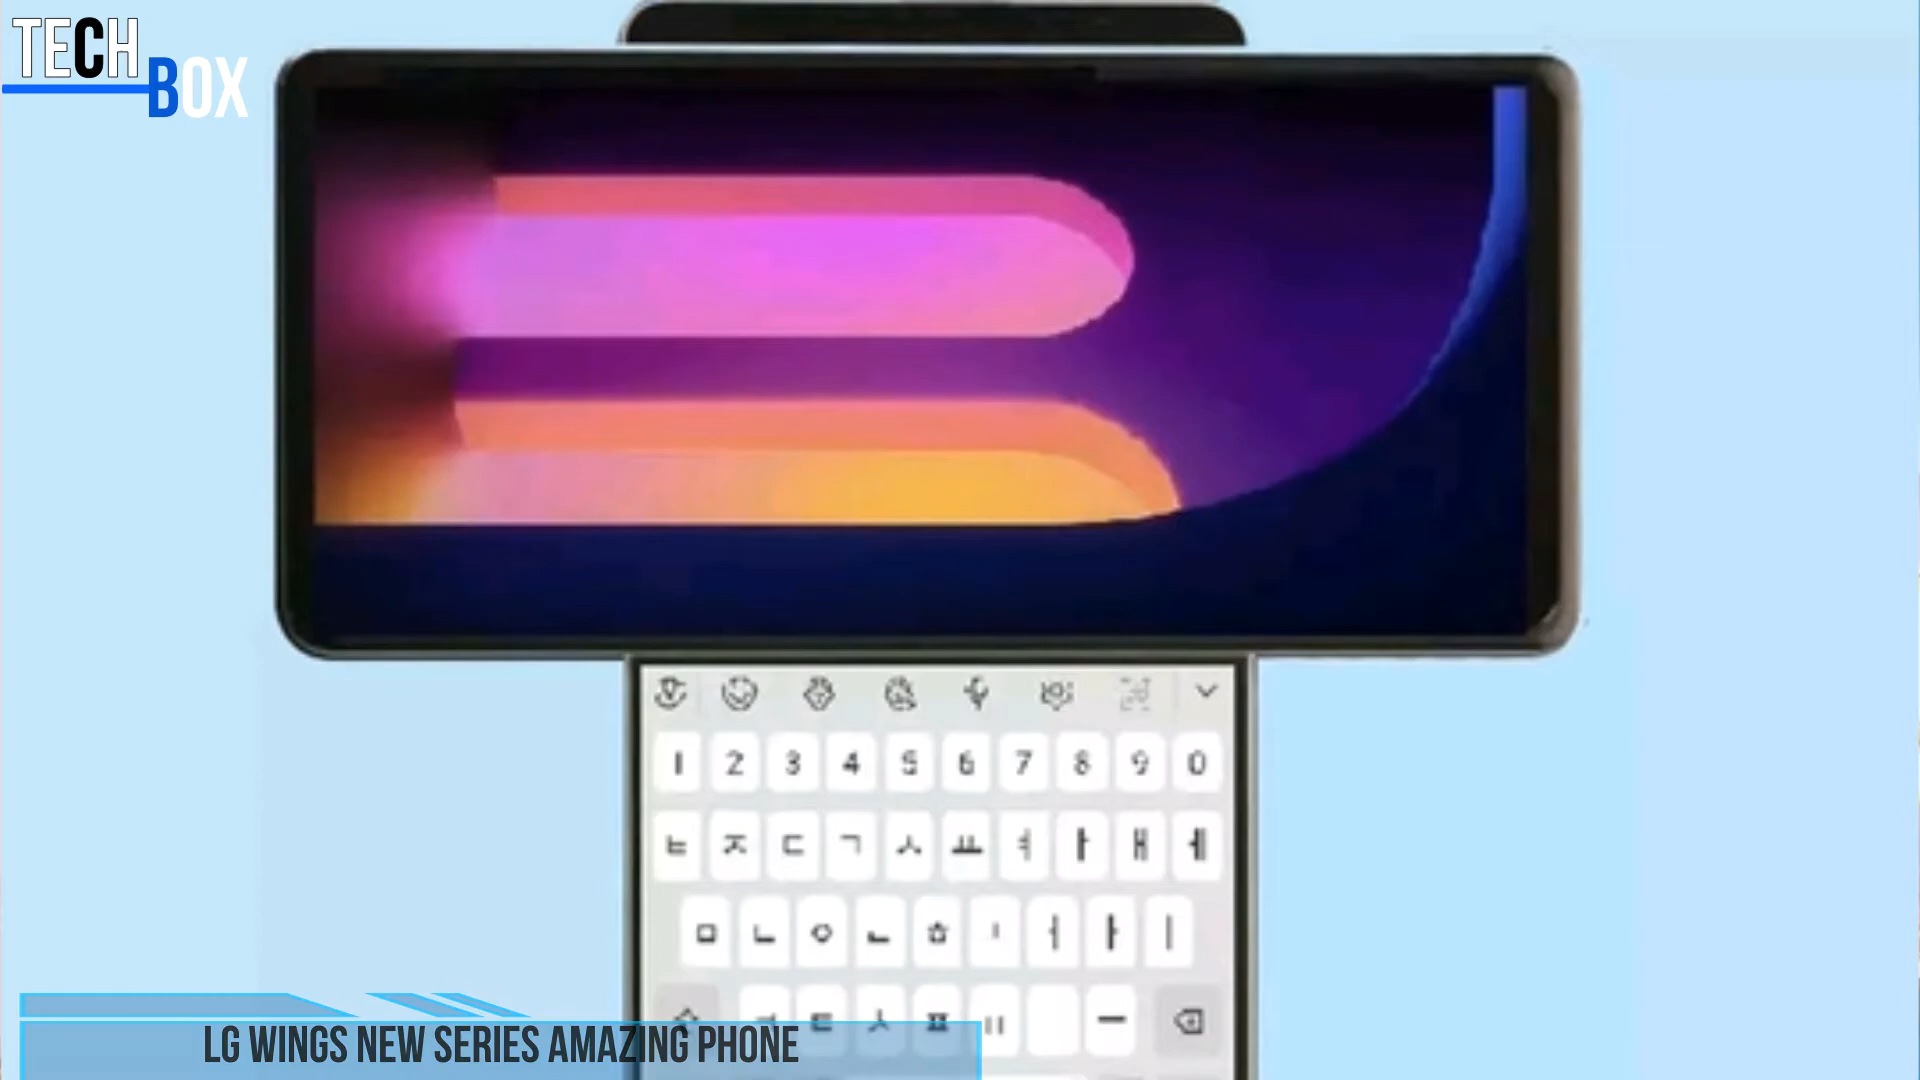 TECH
BOX
1 2 3 4 5 6 7 8 9 0
ㅈ ㄷ ㄱ ㅅ ㅛ ㅕ ㅑ ㅐ ㅔ
ㅁ ㄴ ㅇ ㅎ ㅓ ㅏ ㅣ
LG WINGS NEW SERIES AMAZING PHONE